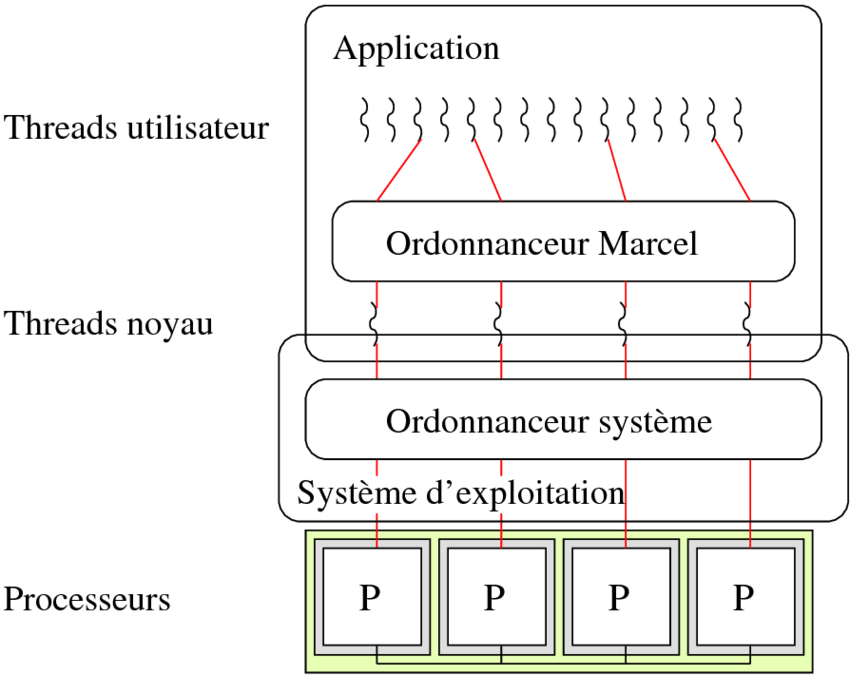 Application
Threads utilisateur
Ordonnanceur Marcel
Threads noyau
Ordonnanceur système
Système d'exploitation
Processeurs
P P P P